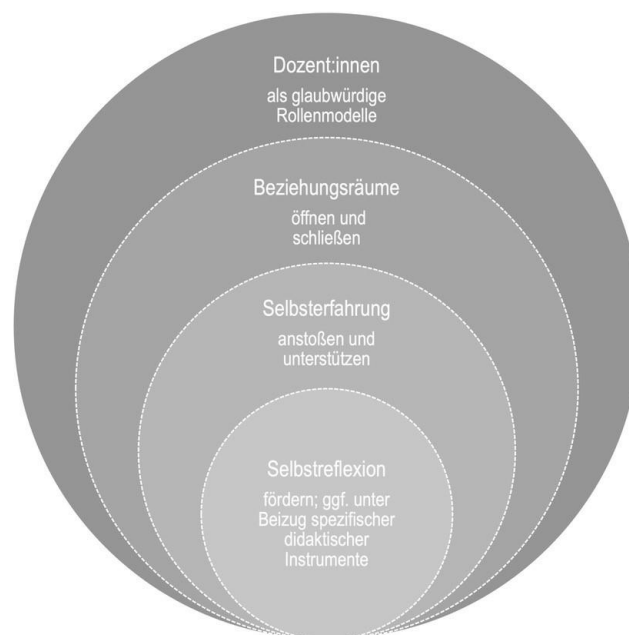 Dozent:innen
als glaubwürdige
Rollenmodelle
Beziehungsräume
öffnen und
schließen
Selbsterfahrung
anstoßen und
unterstützen
Selbstreflexion
fördern; ggf. unter
Beizug spezifischer
didaktischer
Instrumente